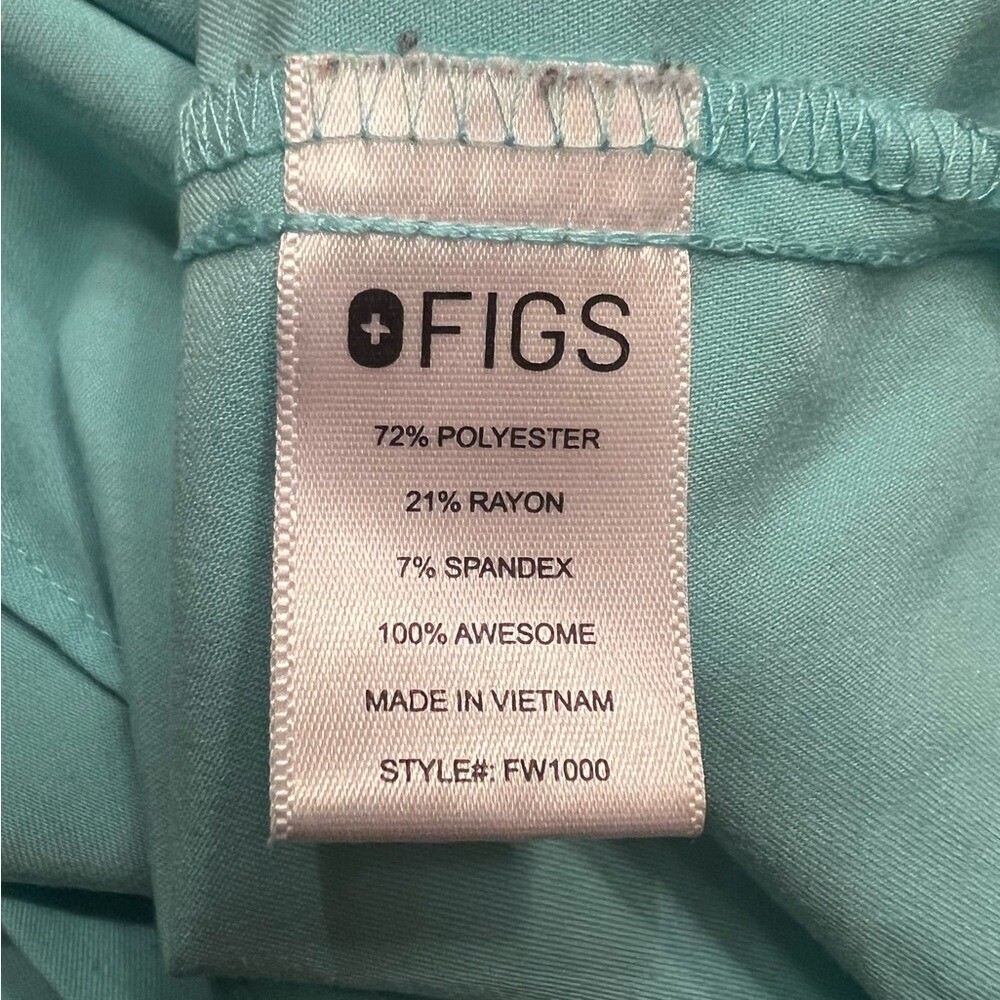 FIGS
72% POLYESTER
21% RAYON
7% SPANDEX
100% AWESOME
MADE IN VIETNAM
STYLE#: FW1000